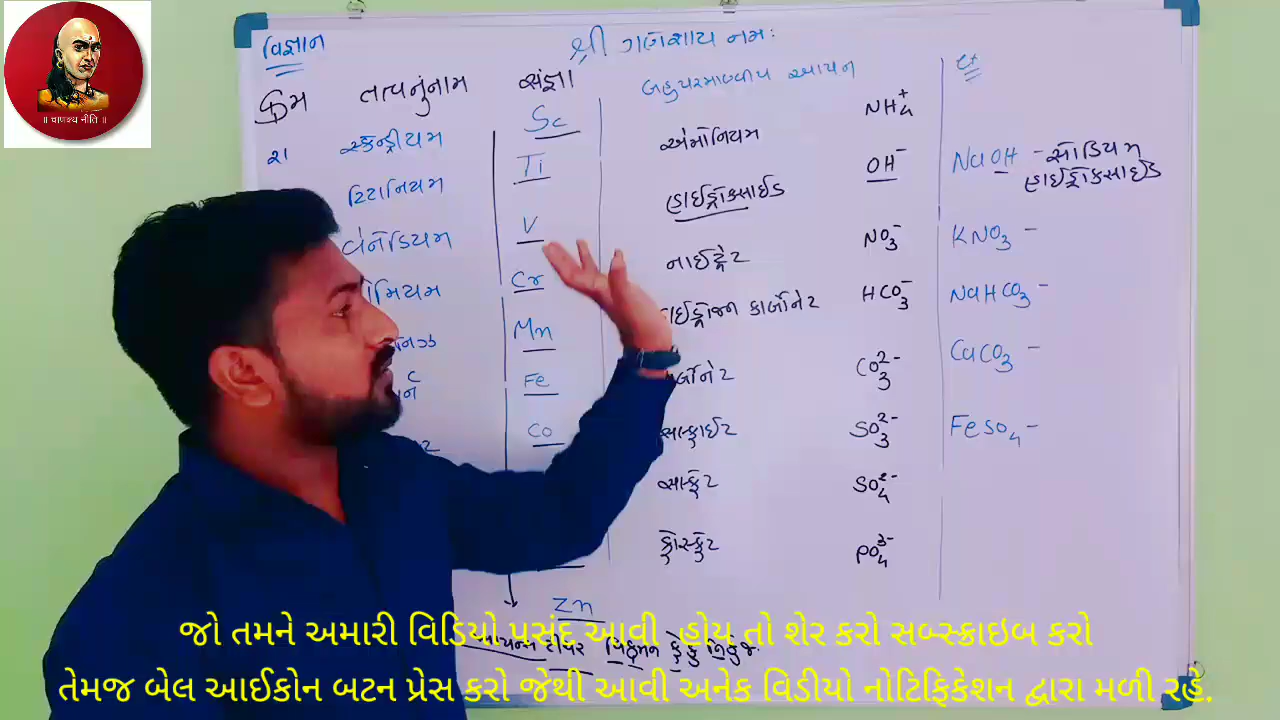 ॥ चाणक्य नीति ॥
વિજ્ઞાન
શ્રી ગણેશાય નમઃ
ક્રમ તત્વનુંનામ સંજ્ઞા
બહુપરમાણ્વીય આયન
૨૧ સ્કેન્ડીયમ Sc
ટિટાનિયમ Ti
વેનેડિયમ V
મિયમ Cr
Mn
Fe
Co
Zn
એમોનિયમ NH4+
હાઈડ્રોક્સાઈડ OH-
નાઈટ્રેટ NO3-
હાઈડ્રોજન કાર્બોનેટ HCO3-
કાર્બોનેટ CO3 2-
સલ્ફાઈટ SO3 2-
સલ્ફેટ SO4 2-
ફોસ્ફેટ PO4 3-
NaOH - સોડિયમ
હાઈડ્રોક્સાઈડ
KNO3 -
NaHCO3 -
CaCO3 -
FeSO4 -
જો તમને અમારી વિડિયો પસંદ આવી હોય તો શેર કરો સબ્સ્ક્રાઇબ કરો
તેમજ બેલ આઈકોન બટન પ્રેસ કરો જેથી આવી અનેક વિડીયો નોટિફિકેશન દ્વારા મળી રહે.